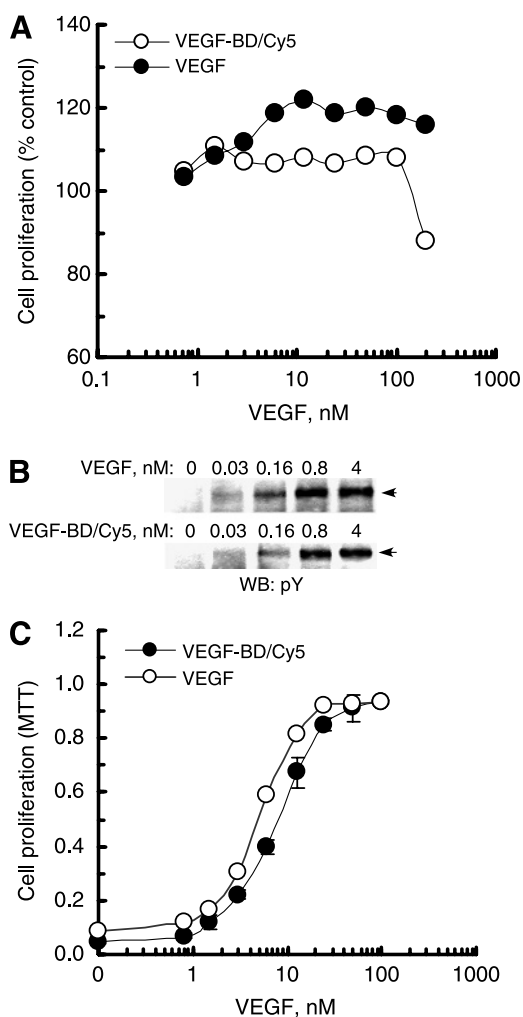 A
VEGF-BD/Cy5
VEGF
Cell proliferation (% control)
140
120
100
80
60
0.1 1 10 100 1000
VEGF, nM
B
VEGF, nM: 0 0.03 0.16 0.8 4
VEGF-BD/Cy5, nM: 0 0.03 0.16 0.8 4
WB: pY
C
VEGF-BD/Cy5
VEGF
Cell proliferation (MTT)
1.2
1.0
0.8
0.6
0.4
0.2
0.0
0 1 10 100 1000
VEGF, nM